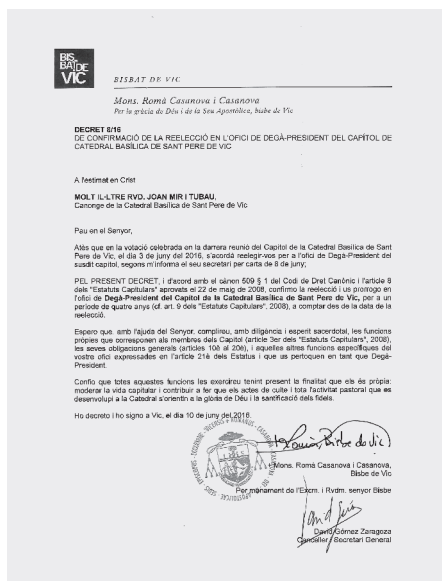 BIS
BAT DE
VIC
BISBAT DE VIC
Mons. Romà Casanova i Casanova
Per la gràcia de Déu i de la Seu Apostòlica, bisbe de Vic
DECRET 8/16
DE CONFIRMACIÓ DE LA REELECCIÓ EN L'OFICI DE DEGÀ-PRESIDENT DEL CAPÍTOL DE
CATEDRAL BASÍLICA DE SANT PERE DE VIC
A l'estimat en Crist
MOLT IL·LTRE RVD. JOAN MIR I TUBAU,
Canonge de la Catedral Basílica de Sant Pere de Vic
Pau en el Senyor,
Atès que en la votació celebrada en la darrera reunió del Capítol de la Catedral Basílica de Sant
Pere de Vic, el dia 3 de juny del 2016, s'acordà reelegir-vos per a l'ofici de Degà-President del
susdit capítol, segons m'informa el seu secretari per carta de 8 de juny;
PEL PRESENT DECRET, i d'acord amb el cànon 509 § 1 del Codi de Dret Canònic i l'article 8
dels "Estatuts Capitulars" aprovats el 22 de maig de 2008, confirmo la reelecció i us prorrogo en
l'ofici de Degà-President del Capítol de la Catedral Basílica de Sant Pere de Vic, per a un
període de quatre anys (cf. art. 9 dels "Estatuts Capitulars", 2008), a comptar des de la data de la
reelecció.
Espero que, amb l'ajuda del Senyor, complireu, amb diligència i esperit sacerdotal, les funcions
pròpies que corresponen als membres dels Capítol (article 3er dels "Estatuts Capitulars", 2008),
les seves obligacions generals (articles 10è al 20è), i aquelles altres funcions específiques del
vostre ofici expressades en l'article 21è dels Estatus i que us pertoquen en tant que Degà-
President.
Confio que totes aquestes funcions les exerdireu tenint present la finalitat que els és pròpia:
moderar la vida capitular i contribuir a fer que els actes de culte i tota l'activitat pastoral que es
desenvolupi a la Catedral s'orientin a la glòria de Déu i la santificació dels fidels.
Ho decreto i ho signo a Vic, el dia 10 de juny del 2016.
+ Romà, Bisbe de Vic
+Mons. Romà Casanova i Casanova,
Bisbe de Vic
Per manament de l'Excm. i Rvdm. senyor Bisbe
David Gómez Zaragoza
Canceller / Secretari General